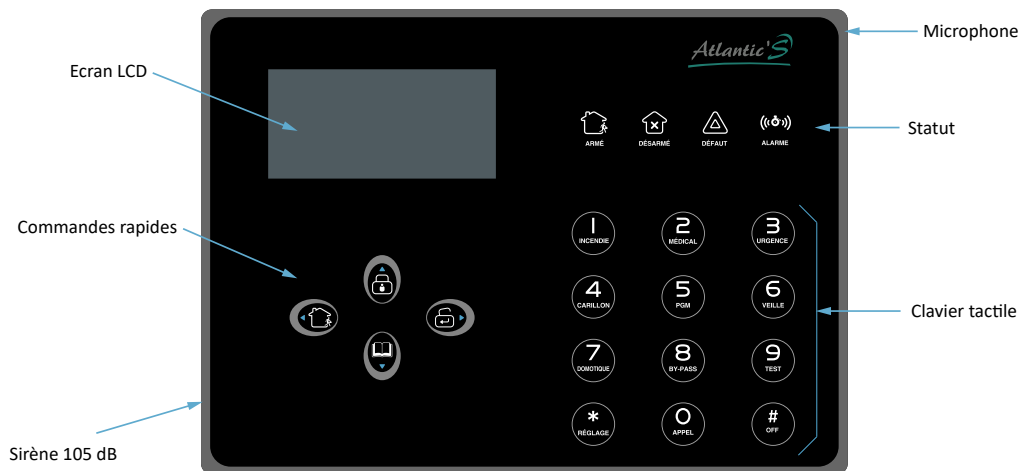 Microphone
Atlantic'S
Ecran LCD
Statut
ARMÉ DÉSARMÉ DÉFAUT ALARME
Commandes rapides
1 2 3
INCENDIE MÉDICAL URGENCE
4 5 6
CARILLON PGM VEILLE
Clavier tactile
7 8 9
DOMOTIQUE BY-PASS TEST
* 0 #
RÉGLAGE APPEL OFF
Sirène 105 dB